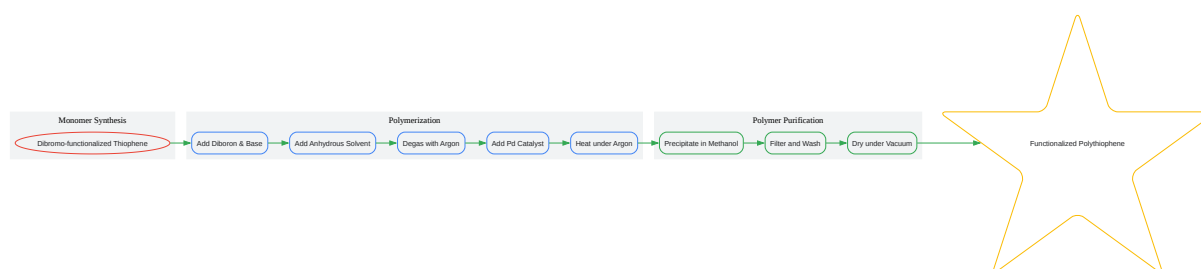 Monomer Synthesis
Polymerization
Polymer Purification
Dibromo-functionalized Thiophene
Add Diboron & Base
Add Anhydrous Solvent
Degas with Argon
Add Pd Catalyst
Heat under Argon
Precipitate in Methanol
Filter and Wash
Dry under Vacuum
Functionalized Polythiophene